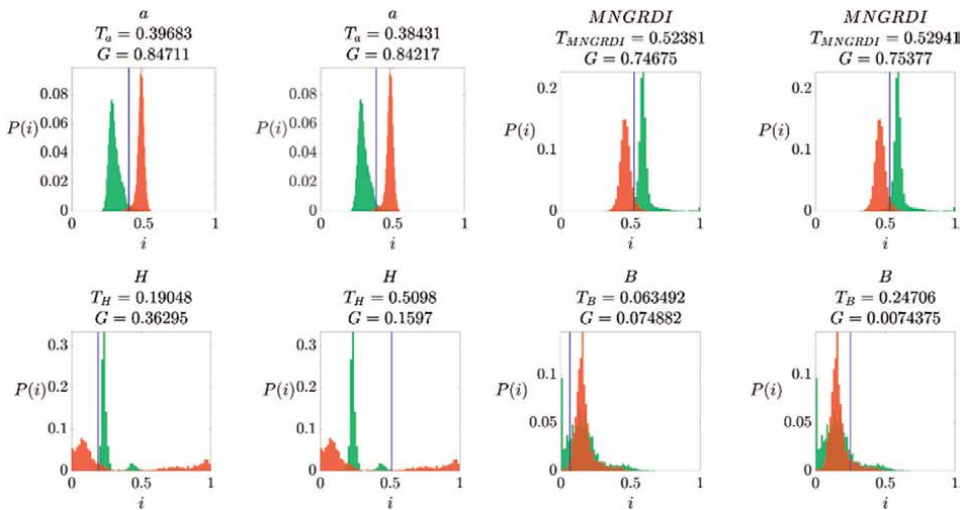 a
T_a = 0.39683
G = 0.84711
P(i)
0.08
0.06
0.04
0.02
0
0 0.5 1
i
a
T_a = 0.38431
G = 0.84217
P(i)
0.08
0.06
0.04
0.02
0
0 0.5 1
i
MNGRDI
T_MNGRDI = 0.52381
G = 0.74675
P(i)
0.2
0.1
0
0 0.5 1
i
MNGRDI
T_MNGRDI = 0.52941
G = 0.75377
P(i)
0.2
0.1
0
0 0.5 1
i
H
T_H = 0.19048
G = 0.36295
P(i)
0.3
0.2
0.1
0
0 0.5 1
i
H
T_H = 0.5098
G = 0.1597
P(i)
0.3
0.2
0.1
0
0 0.5 1
i
B
T_B = 0.063492
G = 0.074882
P(i)
0.1
0.05
0
0 0.5 1
i
B
T_B = 0.24706
G = 0.0074375
P(i)
0.1
0.05
0
0 0.5 1
i